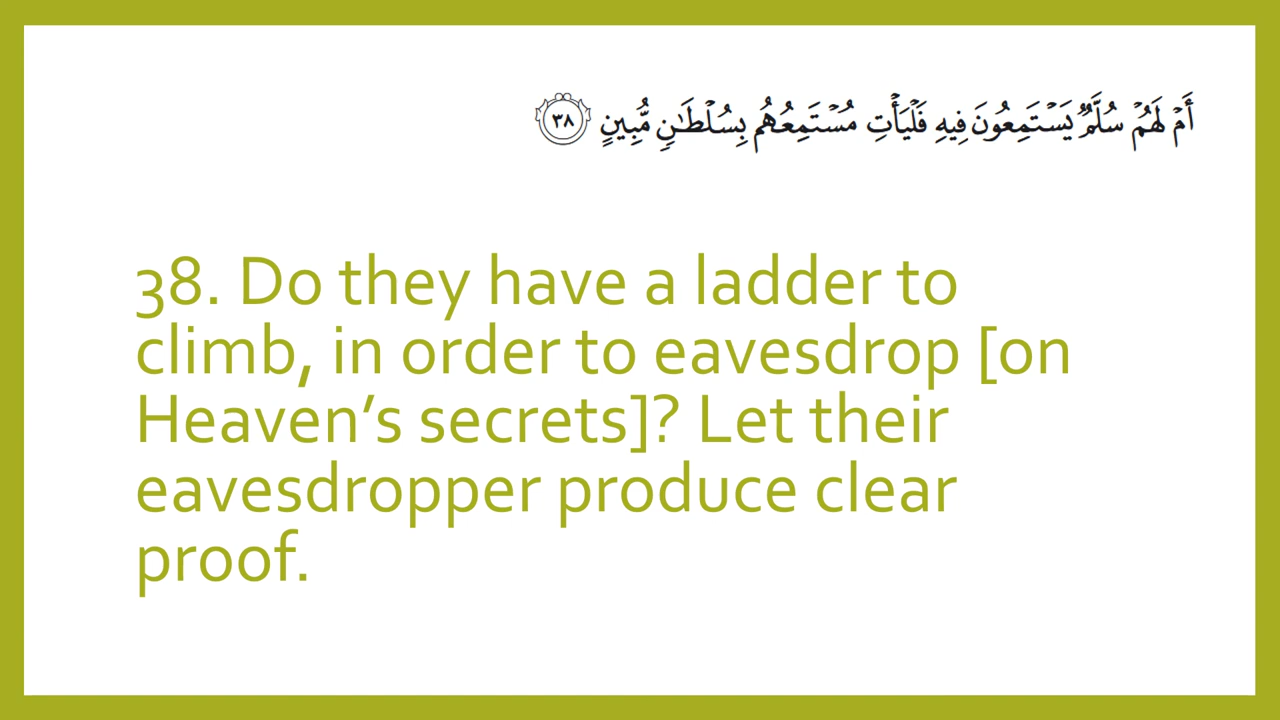 أَمۡ لَهُمۡ سُلَّمٞ يَسۡتَمِعُونَ فِيهِ فَلۡيَأۡتِ مُسۡتَمِعُهُم بِسُلۡطَٰنٖ مُّبِينٍ ٣٨
38. Do they have a ladder to
climb, in order to eavesdrop [on
Heaven’s secrets]? Let their
eavesdropper produce clear
proof.